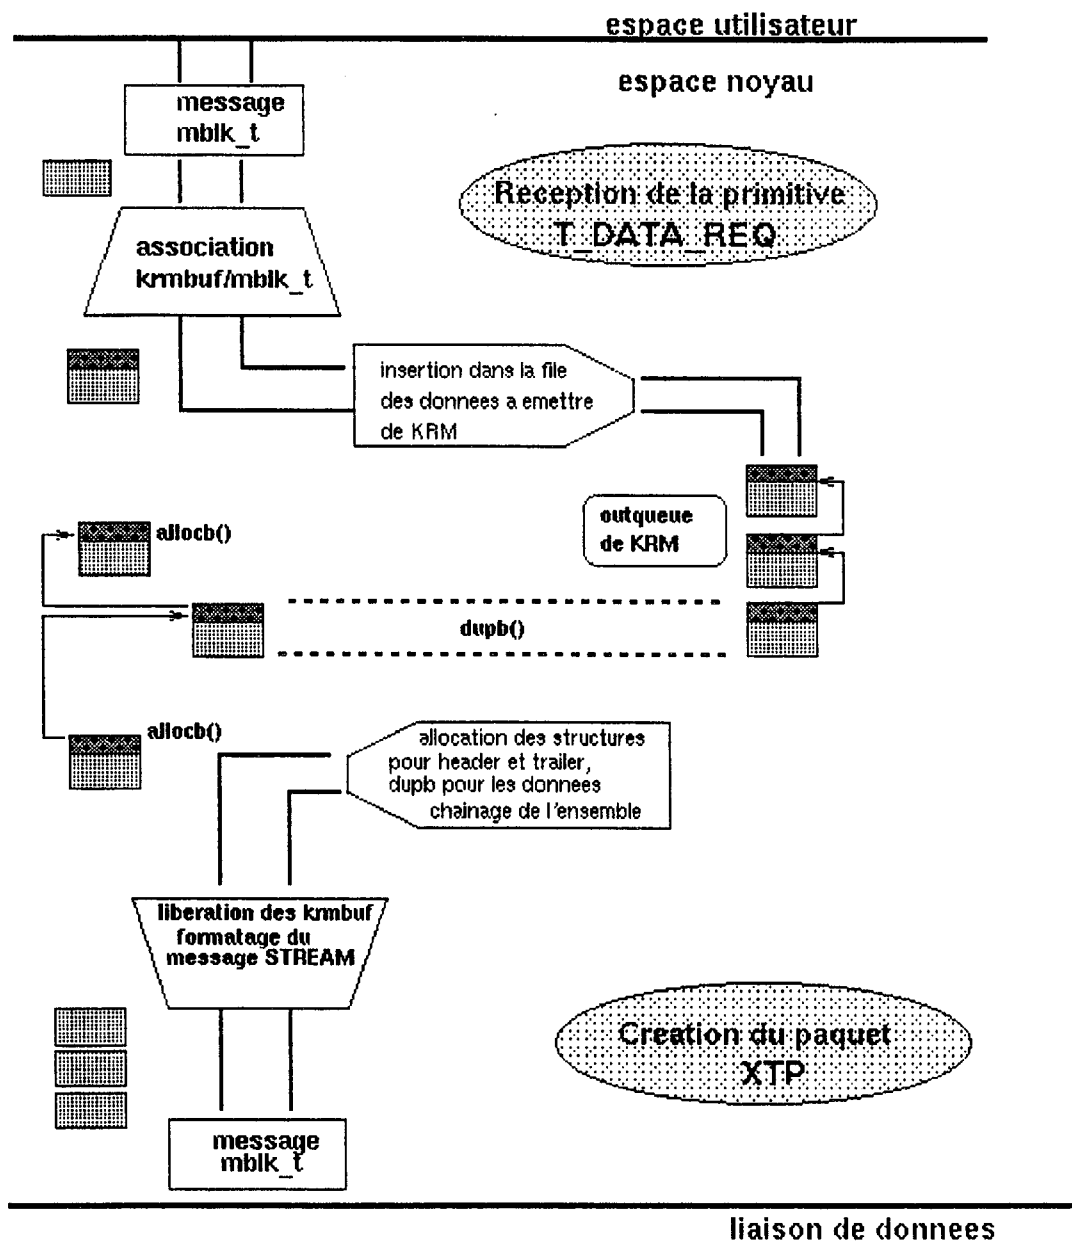 espace utilisateur
espace noyau
message
mblk_t
Reception de la primitive
T_DATA_REQ
association
krmbuf/mblk_t
insertion dans la file
des donnees a emettre
de KRM
outqueue
de KRM
allocb()
dupb()
allocb()
allocation des structures
pour header et trailer,
dupb pour les donnees
chainage de l'ensemble
liberation des krmbuf
formatage du
message STREAM
Creation du paquet
XTP
message
mblk_t
liaison de donnees